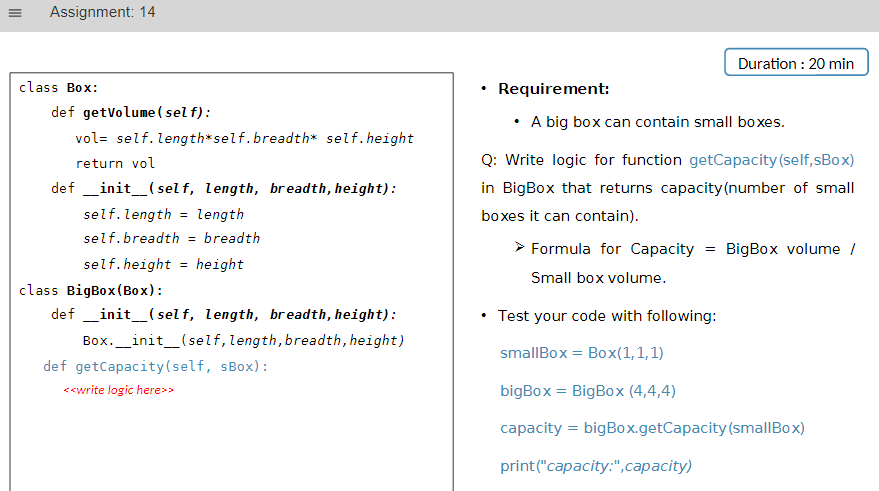 Assignment: 14
Duration : 20 min
class Box:
def getVolume(self):
vol= self.length*self.breadth* self.height
return vol
def __init__(self, length, breadth,height):
self.length = length
self.breadth = breadth
self.height = height
class BigBox(Box):
def __init__(self, length, breadth,height):
Box.__init__(self,length,breadth,height)
def getCapacity(self, sBox):
<<write logic here>>
• Requirement:
• A big box can contain small boxes.
Q: Write logic for function getCapacity(self,sBox)
in BigBox that returns capacity(number of small
boxes it can contain).
➢ Formula for Capacity = BigBox volume /
Small box volume.
• Test your code with following:
smallBox = Box(1,1,1)
bigBox = BigBox (4,4,4)
capacity = bigBox.getCapacity(smallBox)
print("capacity:",capacity)